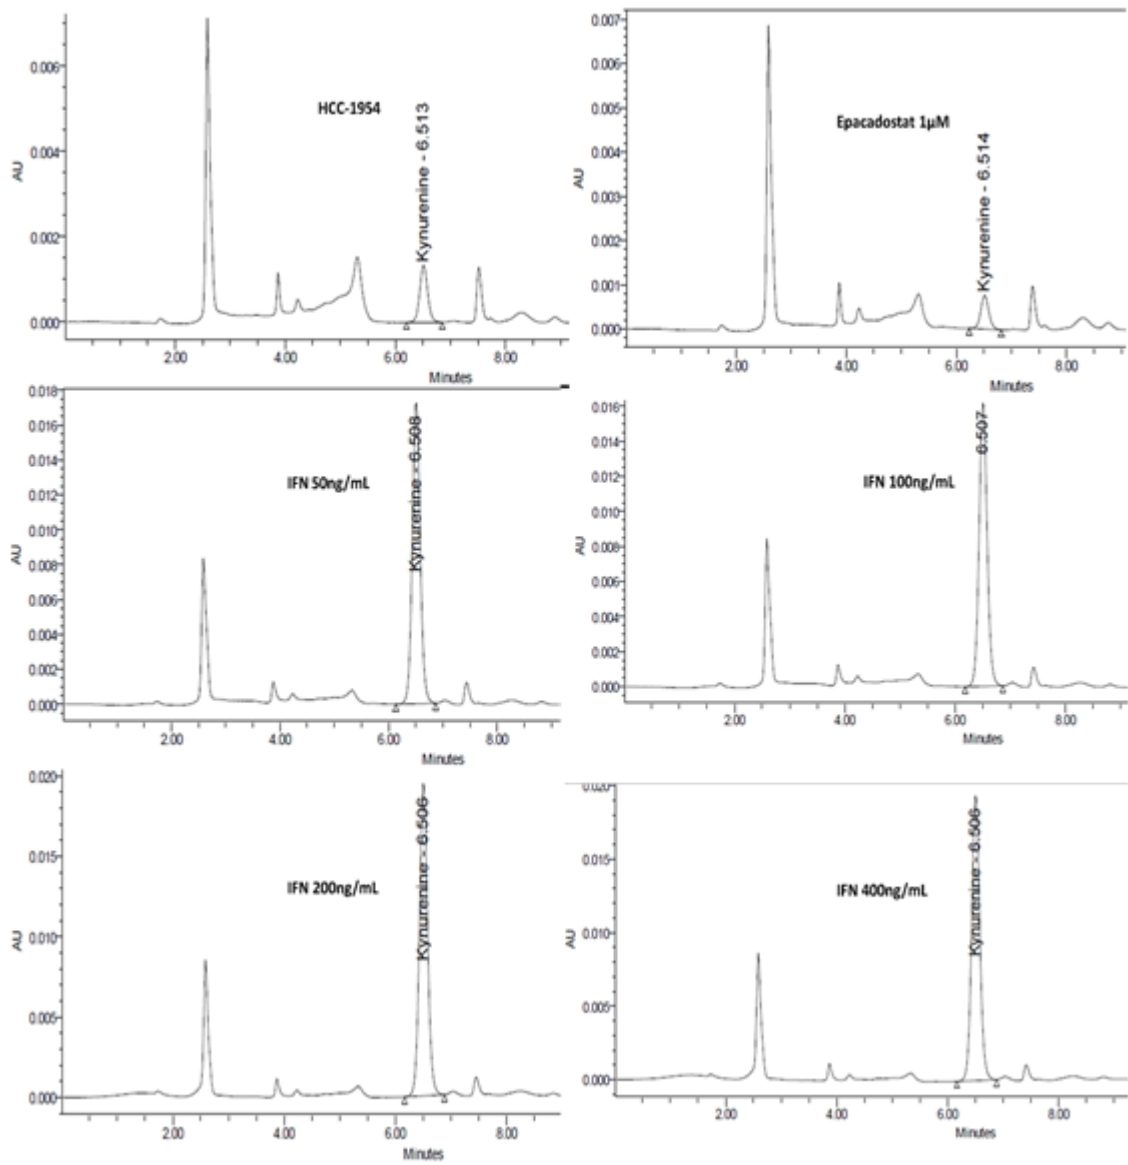 HCC-1954
AU
0.006
0.004
0.002
0.000
Kynurenine - 6.513
2.00 4.00 6.00 8.00
Minutes
Epacadostat 1µM
AU
0.007
0.006
0.005
0.004
0.003
0.002
0.001
0.000
Kynurenine - 6.514
2.00 4.00 6.00 8.00
Minutes
IFN 50ng/mL
AU
0.018
0.016
0.014
0.012
0.010
0.008
0.006
0.004
0.002
0.000
Kynurenine - 6.508
2.00 4.00 6.00 8.00
Minutes
IFN 100ng/mL
AU
0.016
0.014
0.012
0.010
0.008
0.006
0.004
0.002
0.000
6.507
2.00 4.00 6.00 8.00
Minutes
IFN 200ng/mL
AU
0.020
0.015
0.010
0.005
0.000
Kynurenine - 6.506
2.00 4.00 6.00 8.00
Minutes
IFN 400ng/mL
AU
0.020
0.015
0.010
0.005
0.000
Kynurenine - 6.506
2.00 4.00 6.00 8.00
Minutes